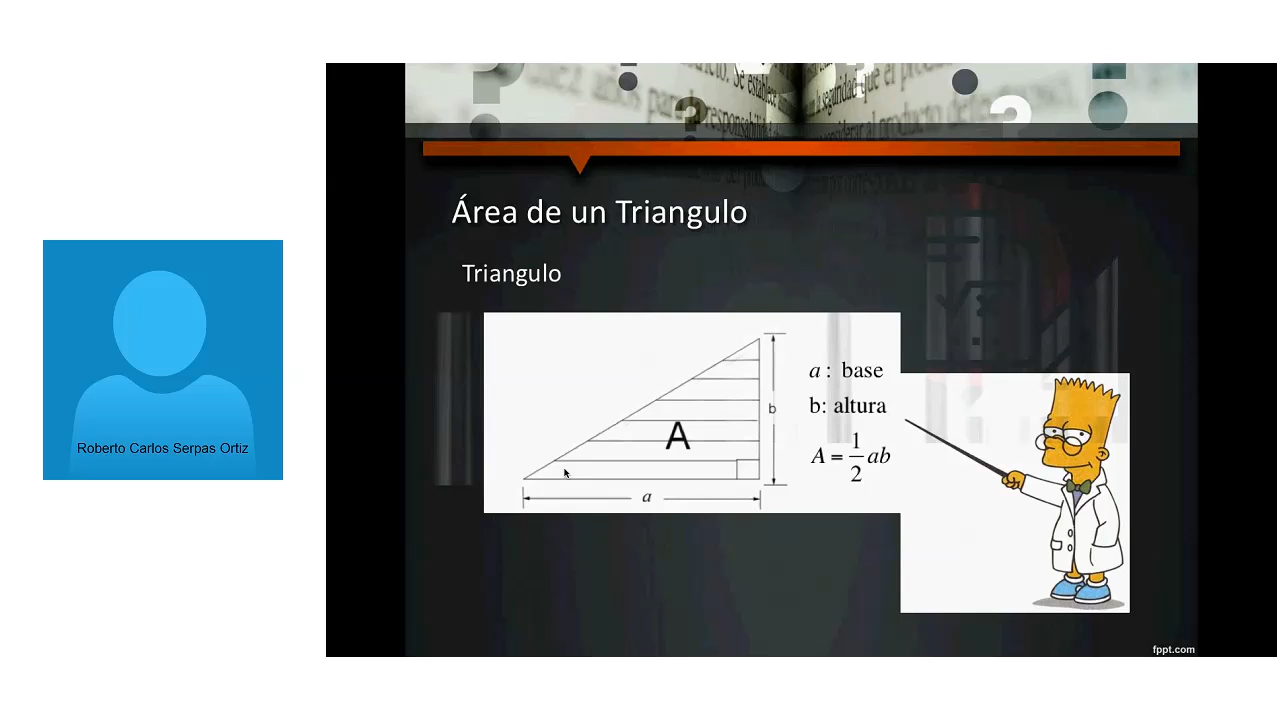 Roberto Carlos Serpas Ortiz
Área de un Triangulo
Triangulo
A
b
a
a : base
b: altura
A = 1/2 ab
fppt.com